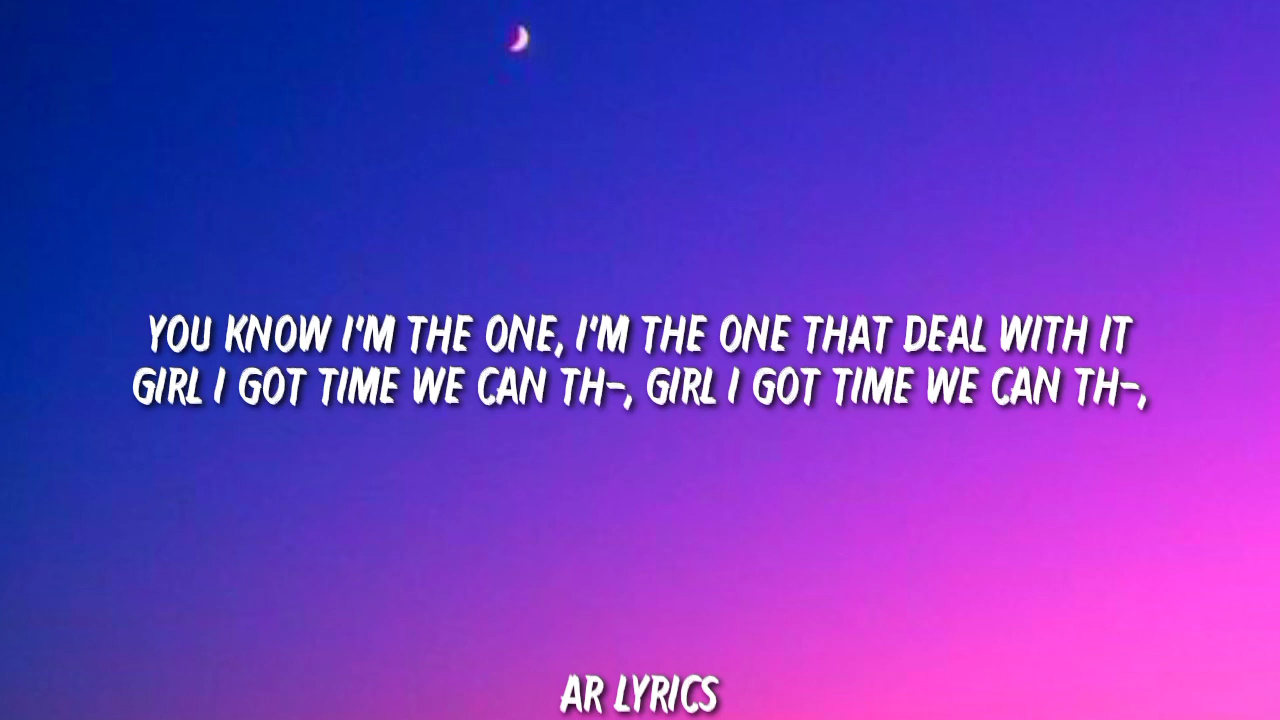 YOU KNOW I'M THE ONE, I'M THE ONE THAT DEAL WITH IT
GIRL I GOT TIME WE CAN TH-, GIRL I GOT TIME WE CAN TH-,
AR LYRICS